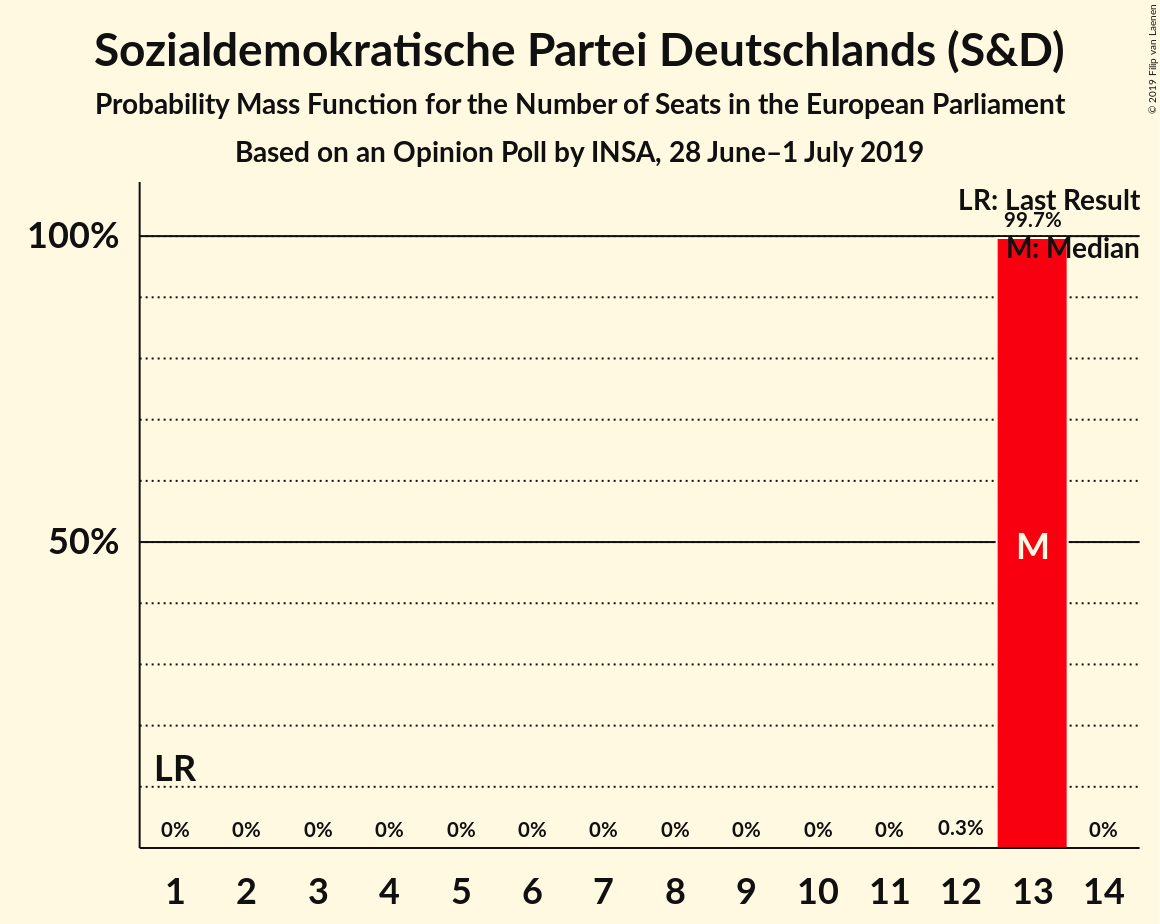 Sozialdemokratische Partei Deutschlands (S&D)
Probability Mass Function for the Number of Seats in the European Parliament
Based on an Opinion Poll by INSA, 28 June–1 July 2019
© 2019 Filip van Laenen
LR: Last Result
99.7%
100%
M: Median
50%
M
LR
0% 0% 0% 0% 0% 0% 0% 0% 0% 0% 0% 0.3% 0%
1 2 3 4 5 6 7 8 9 10 11 12 13 14